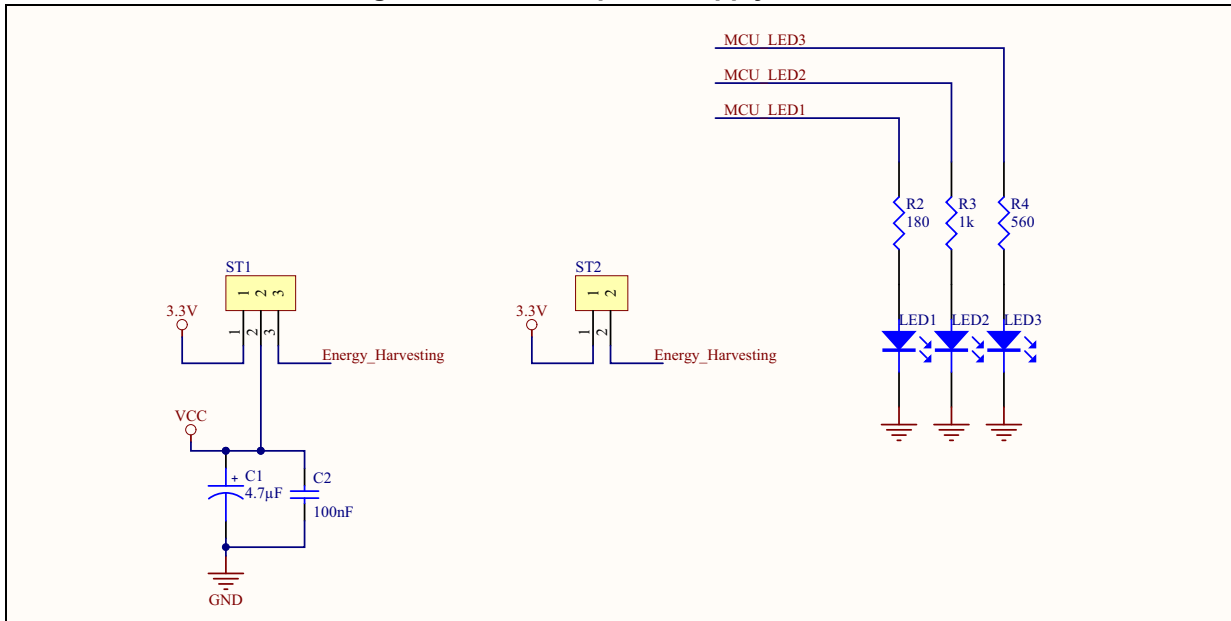 MCU_LED3
MCU_LED2
MCU_LED1
R2
180
R3
1k
R4
560
ST1
1 2 3
3.3V
1 2 3
Energy_Harvesting
ST2
1 2
3.3V
1 2
Energy_Harvesting
LED1
LED2
LED3
VCC
+
C1
4.7µF
C2
100nF
GND